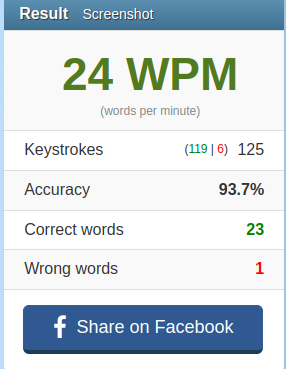 Result Screenshot
24 WPM
(words per minute)
Keystrokes (119 | 6) 125
Accuracy 93.7%
Correct words 23
Wrong words 1
Share on Facebook